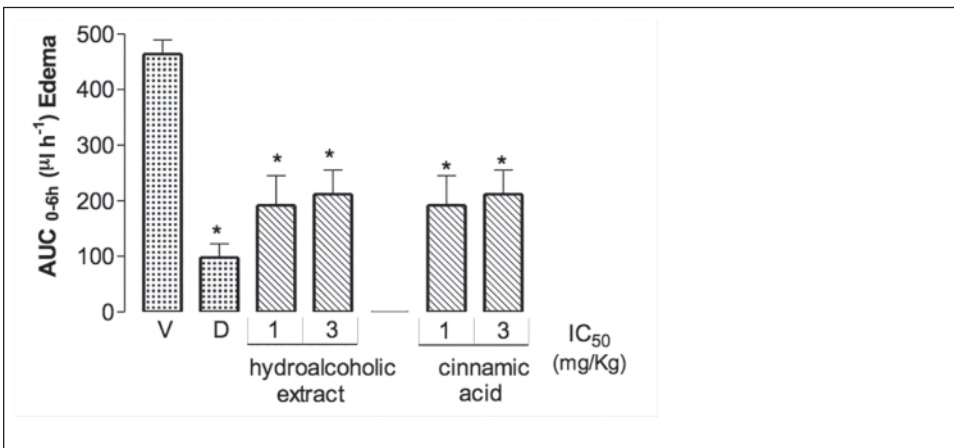 AUC 0-6h (µl h⁻¹) Edema
500
400
300
200
100
0
* * * * *
V D 1 3 1 3 IC50
hydroalcoholic cinnamic (mg/Kg)
extract acid